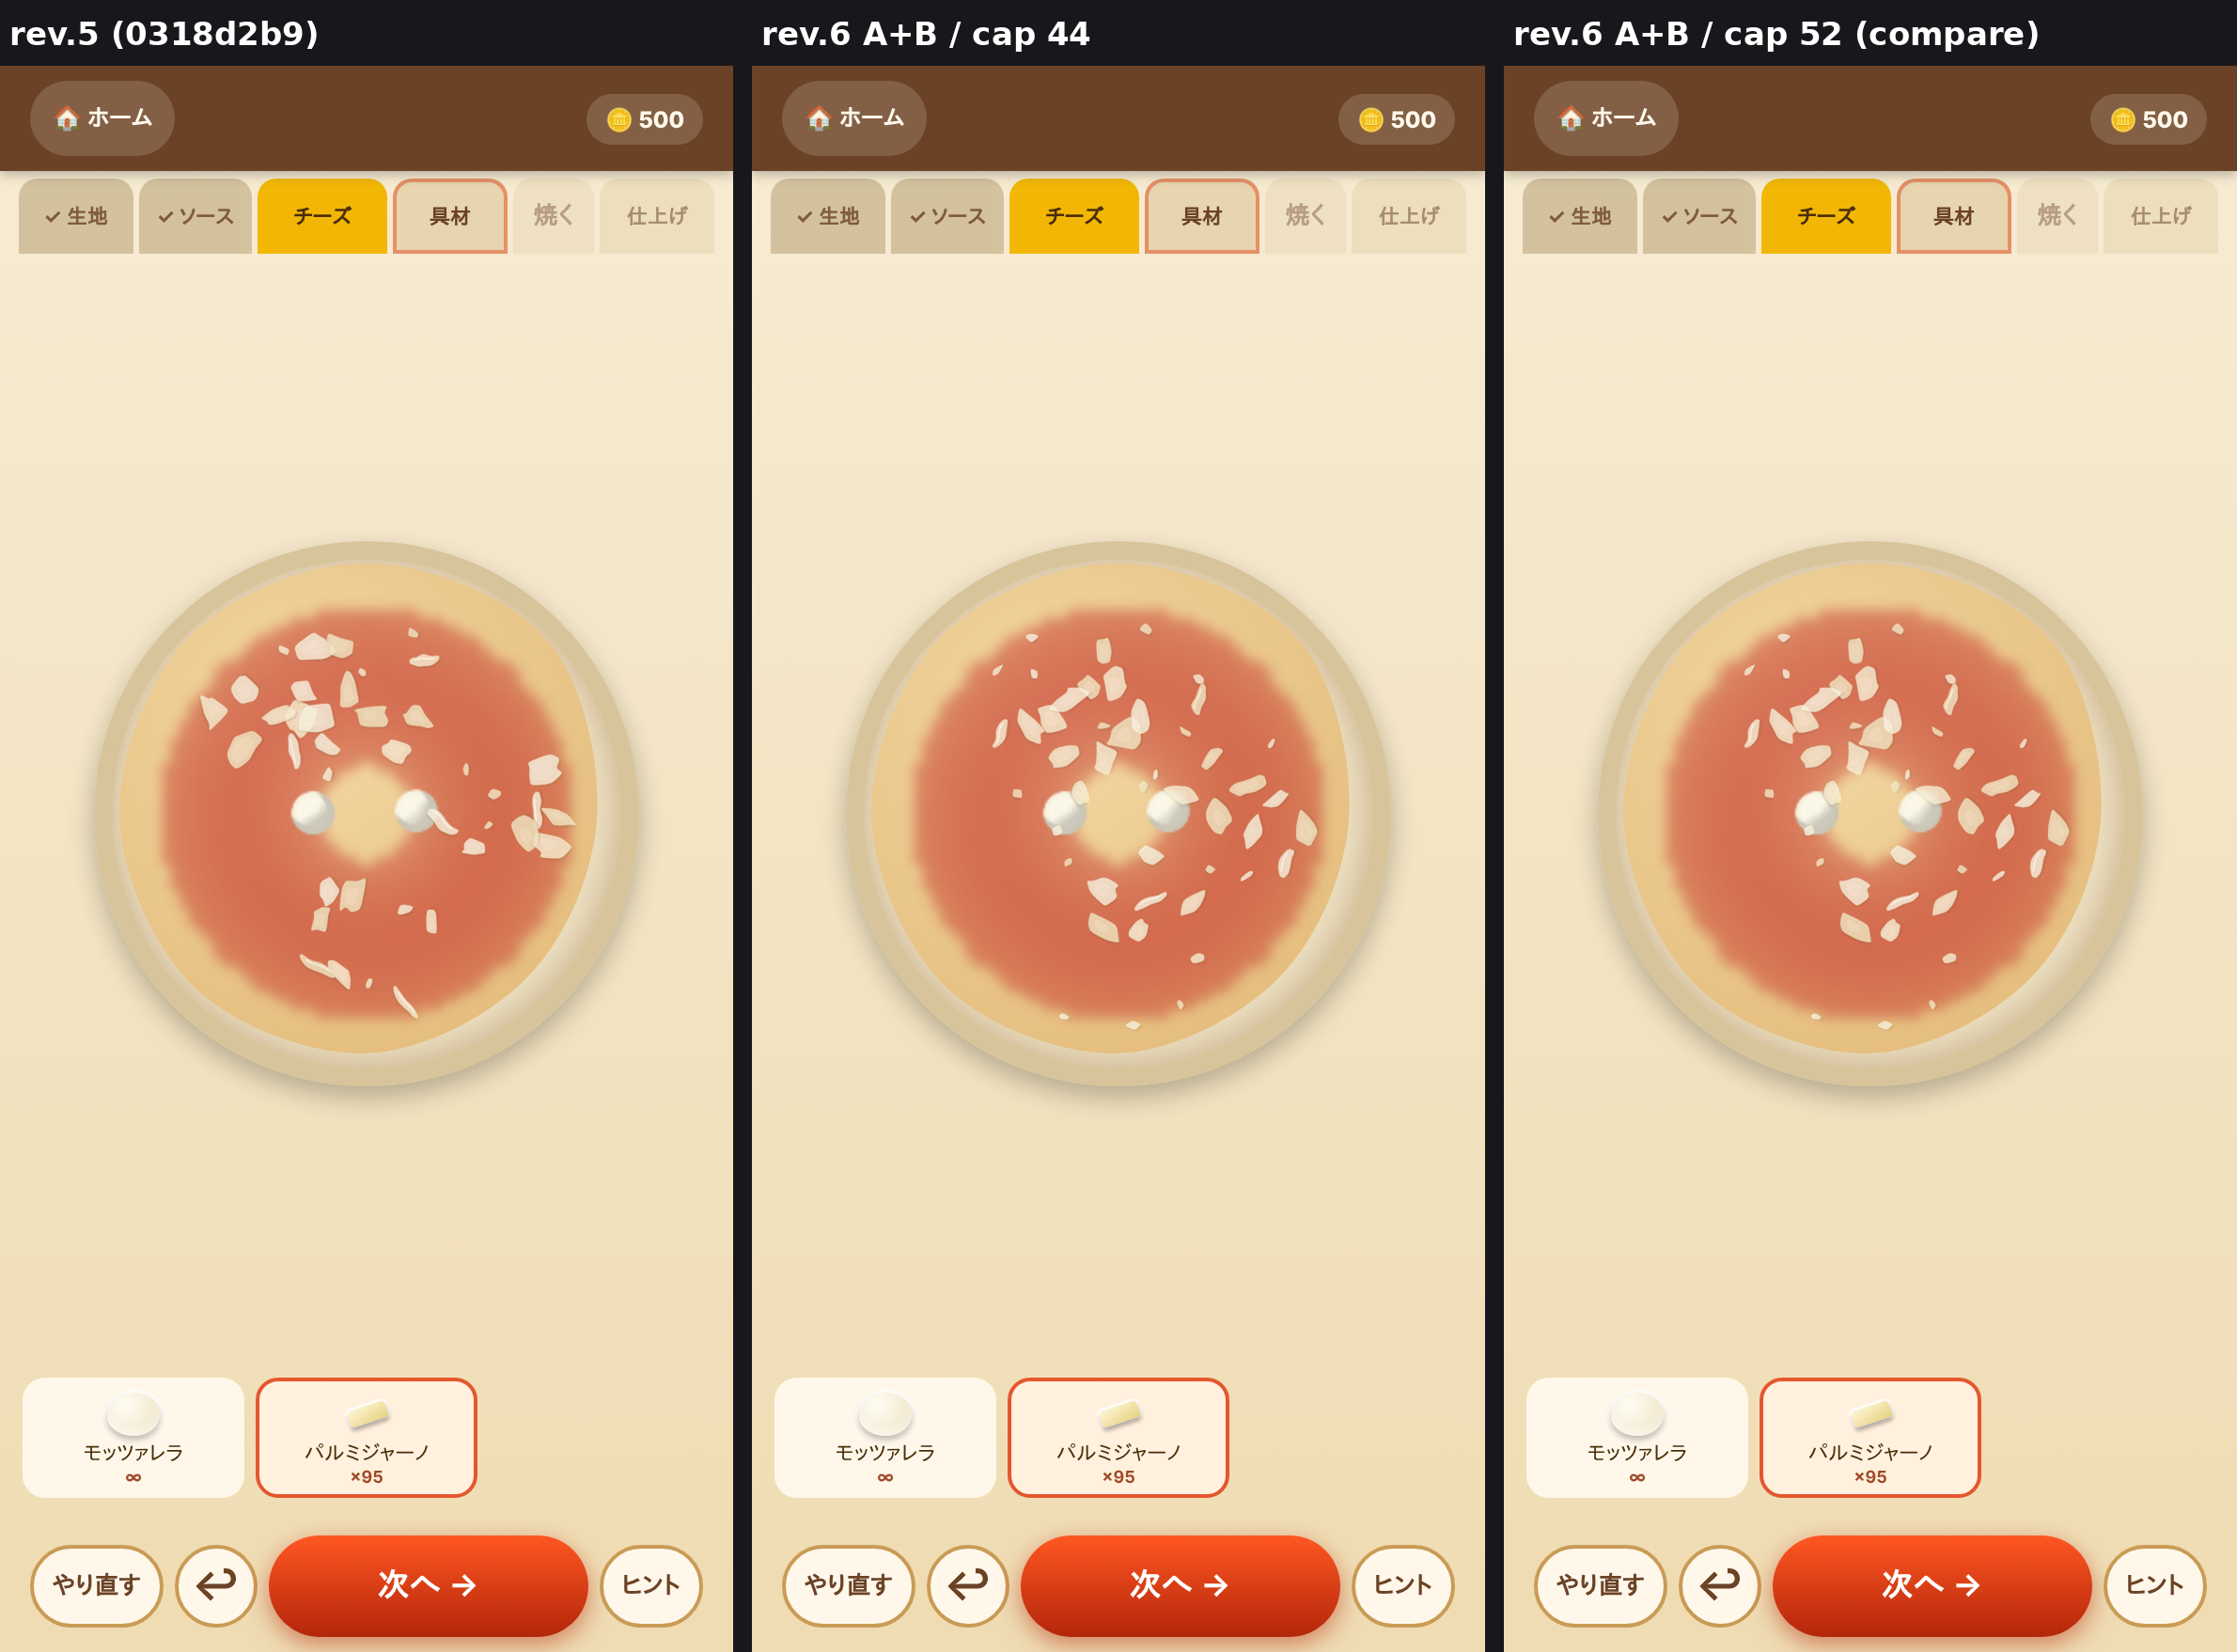 rev.5 (0318d2b9)
ホーム
500
✓ 生地
✓ ソース
チーズ
具材
焼く
仕上げ
モッツァレラ
∞
パルミジャーノ
×95
やり直す
次へ →
ヒント
rev.6 A+B / cap 44
ホーム
500
✓ 生地
✓ ソース
チーズ
具材
焼く
仕上げ
モッツァレラ
∞
パルミジャーノ
×95
やり直す
次へ →
ヒント
rev.6 A+B / cap 52 (compare)
ホーム
500
✓ 生地
✓ ソース
チーズ
具材
焼く
仕上げ
モッツァレラ
∞
パルミジャーノ
×95
やり直す
次へ →
ヒント